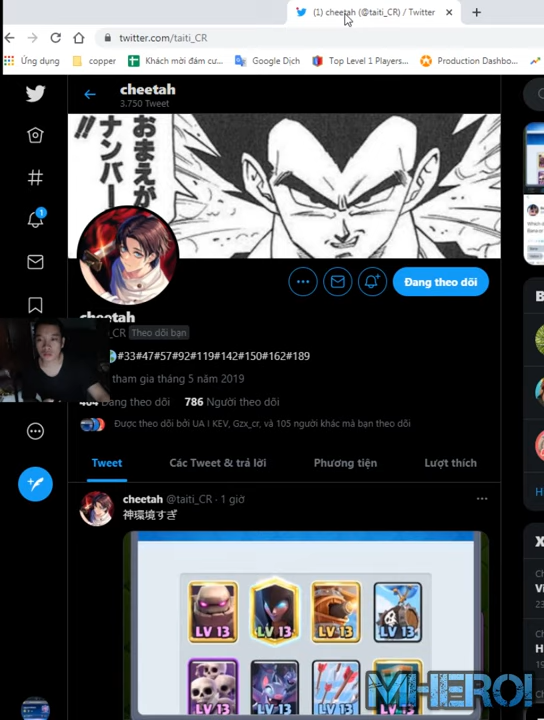 (1) cheetah (@taiti_CR) / Twitter
twitter.com/taiti_CR
Ứng dụng
copper
Khách mời đám cư...
Google Dịch
Top Level 1 Players...
Production Dashbo...
cheetah
3.750 Tweet
おまえが
ナンバー
!!
Đang theo dõi
cheetah
_CR Theo dõi bạn
#33#47#57#92#119#142#150#162#189
tham gia tháng 5 năm 2019
Đang theo dõi 786 Người theo dõi
Được theo dõi bởi UA I KEV, Gzx_cr, và 105 người khác mà bạn theo dõi
Tweet
Các Tweet & trả lời
Phương tiện
Lượt thích
cheetah @taiti_CR · 1 giờ
神環境すぎ
LV 13
LV 13
LV 13
LV 13
LV 13
LV 13
LV 13
MHERO!